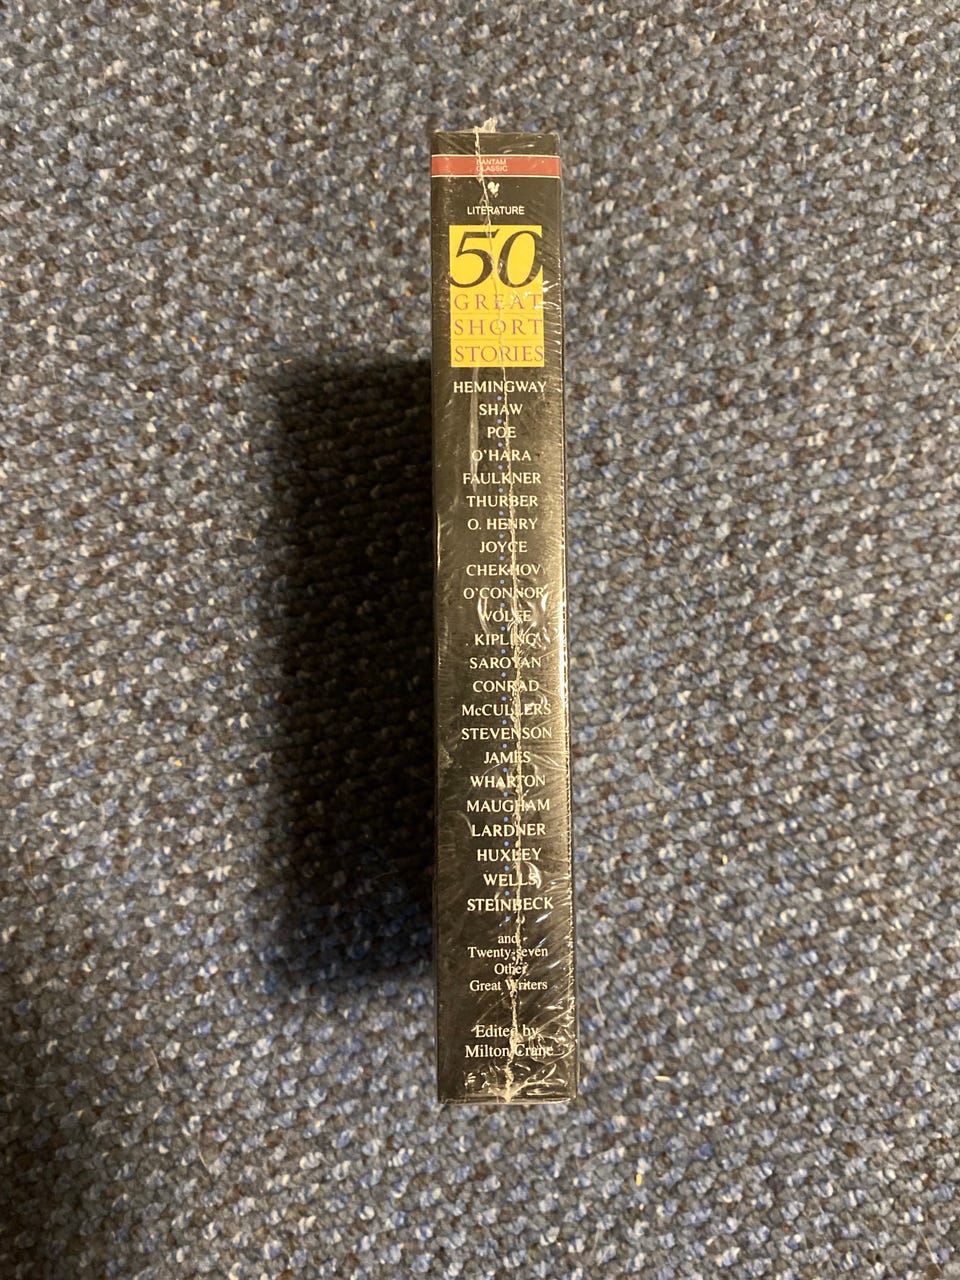 BANTAM
CLASSIC
LITERATURE
50
GREAT
SHORT
STORIES
HEMINGWAY
SHAW
POE
O'HARA
FAULKNER
THURBER
O. HENRY
JOYCE
CHEKHOV
O'CONNOR
WOLFE
KIPLING
SAROYAN
CONRAD
McCULLERS
STEVENSON
JAMES
WHARTON
MAUGHAM
LARDNER
HUXLEY
WELLS
STEINBECK
and
Twenty-seven
Other
Great Writers
Edited by
Milton Crane